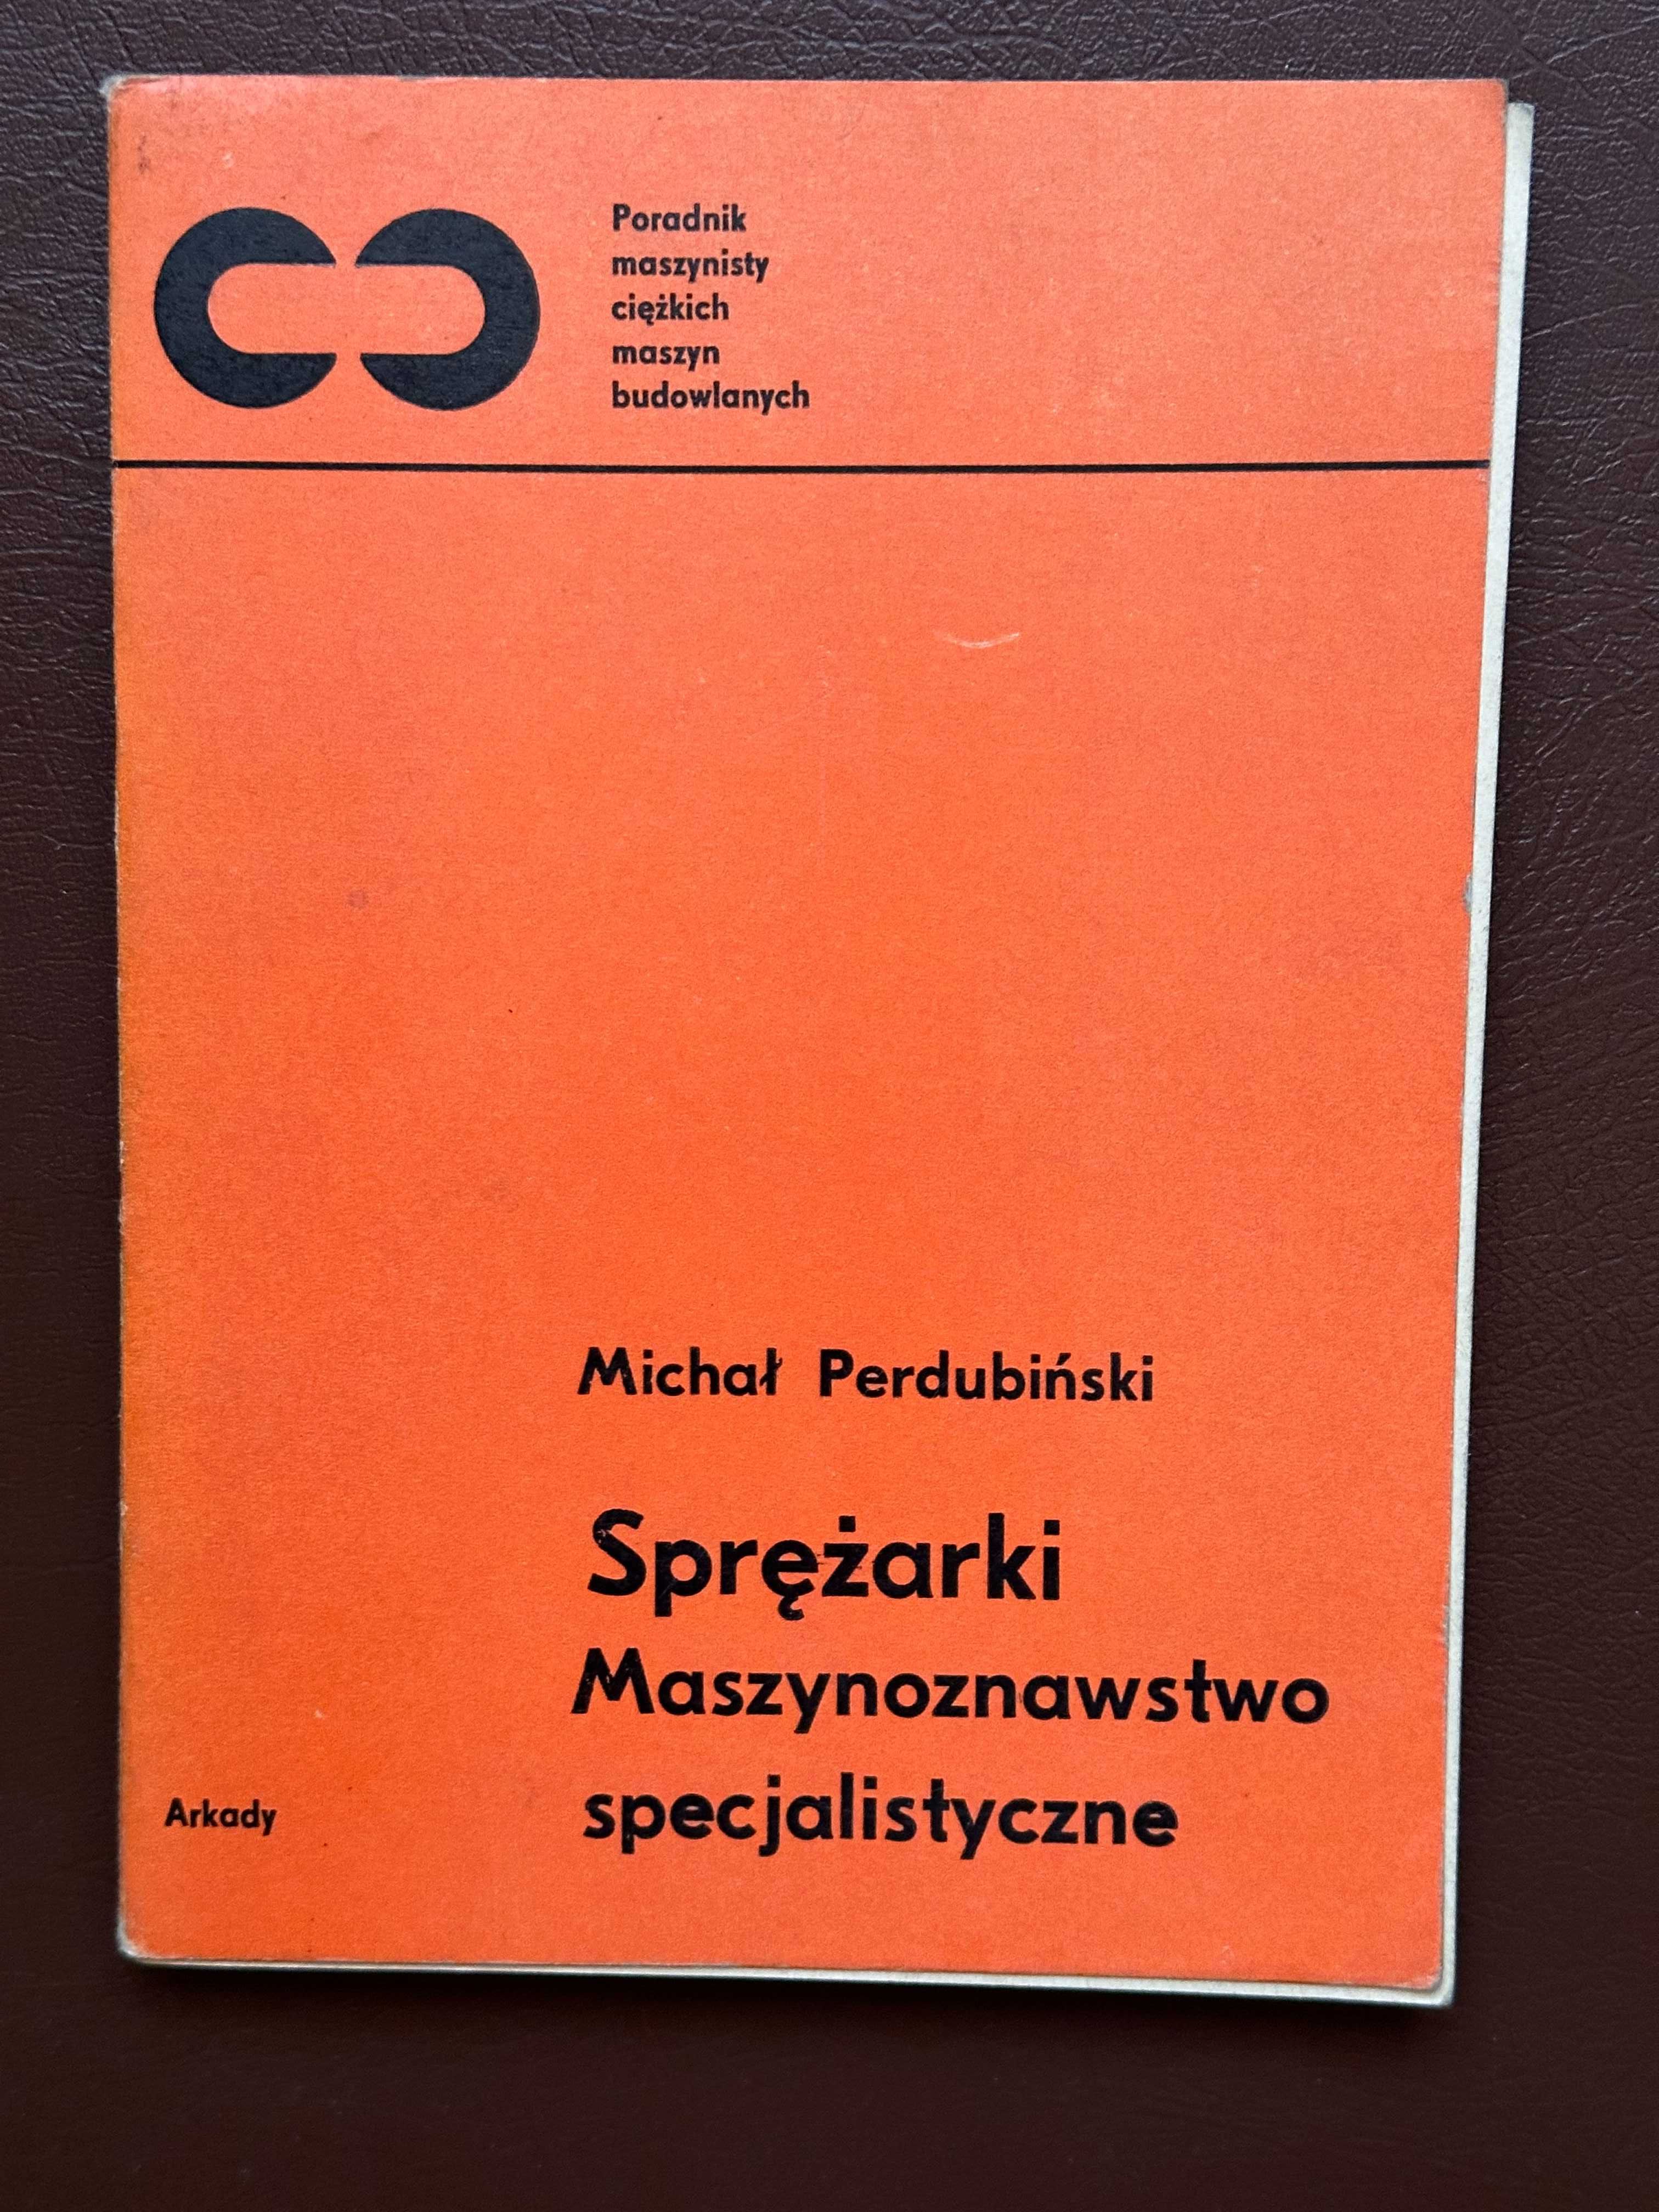 Poradnik
maszynisty
ciężkich
maszyn
budowlanych
Michał Perdubiński
Sprężarki
Maszynoznawstwo
specjalistyczne
Arkady